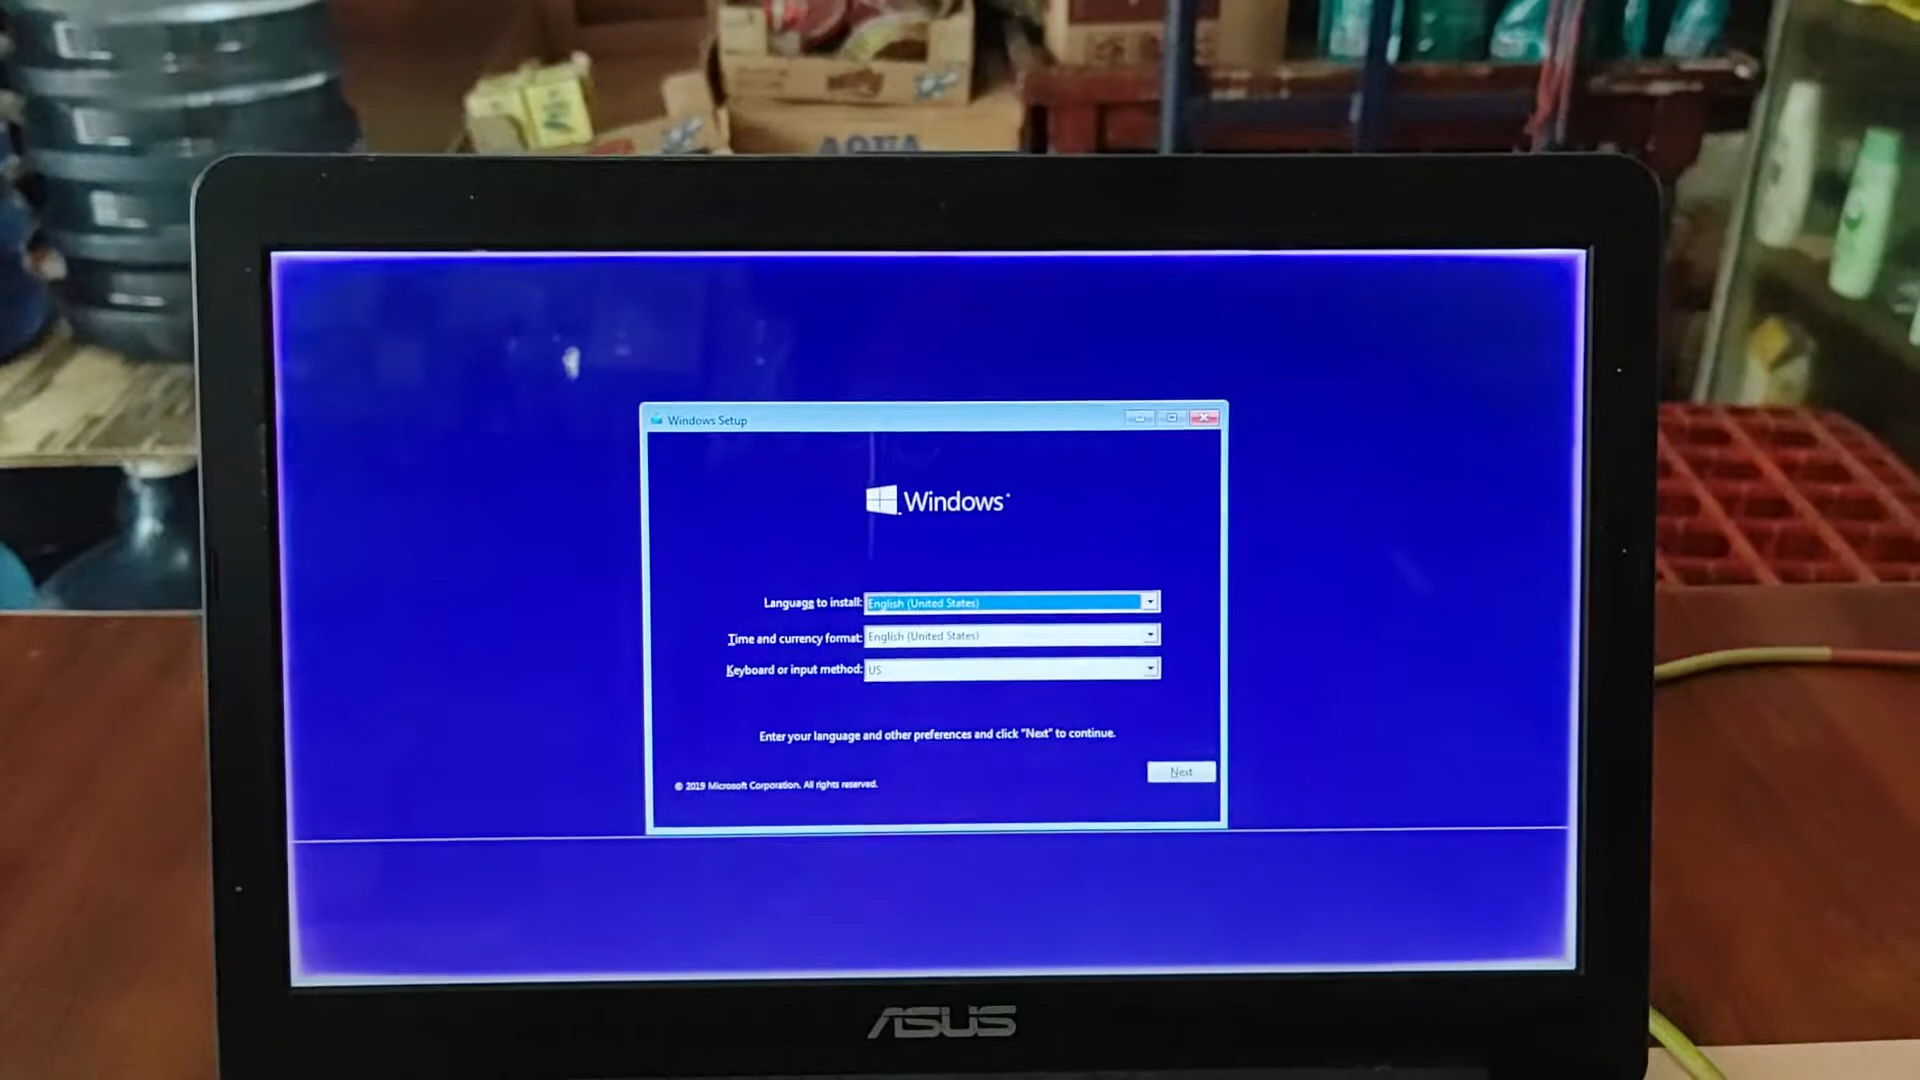 AQUA
Windows Setup
Windows
Language to install: English (United States)
Time and currency format: English (United States)
Keyboard or input method: US
Enter your language and other preferences and click "Next" to continue.
Next
© 2019 Microsoft Corporation. All rights reserved.
ASUS